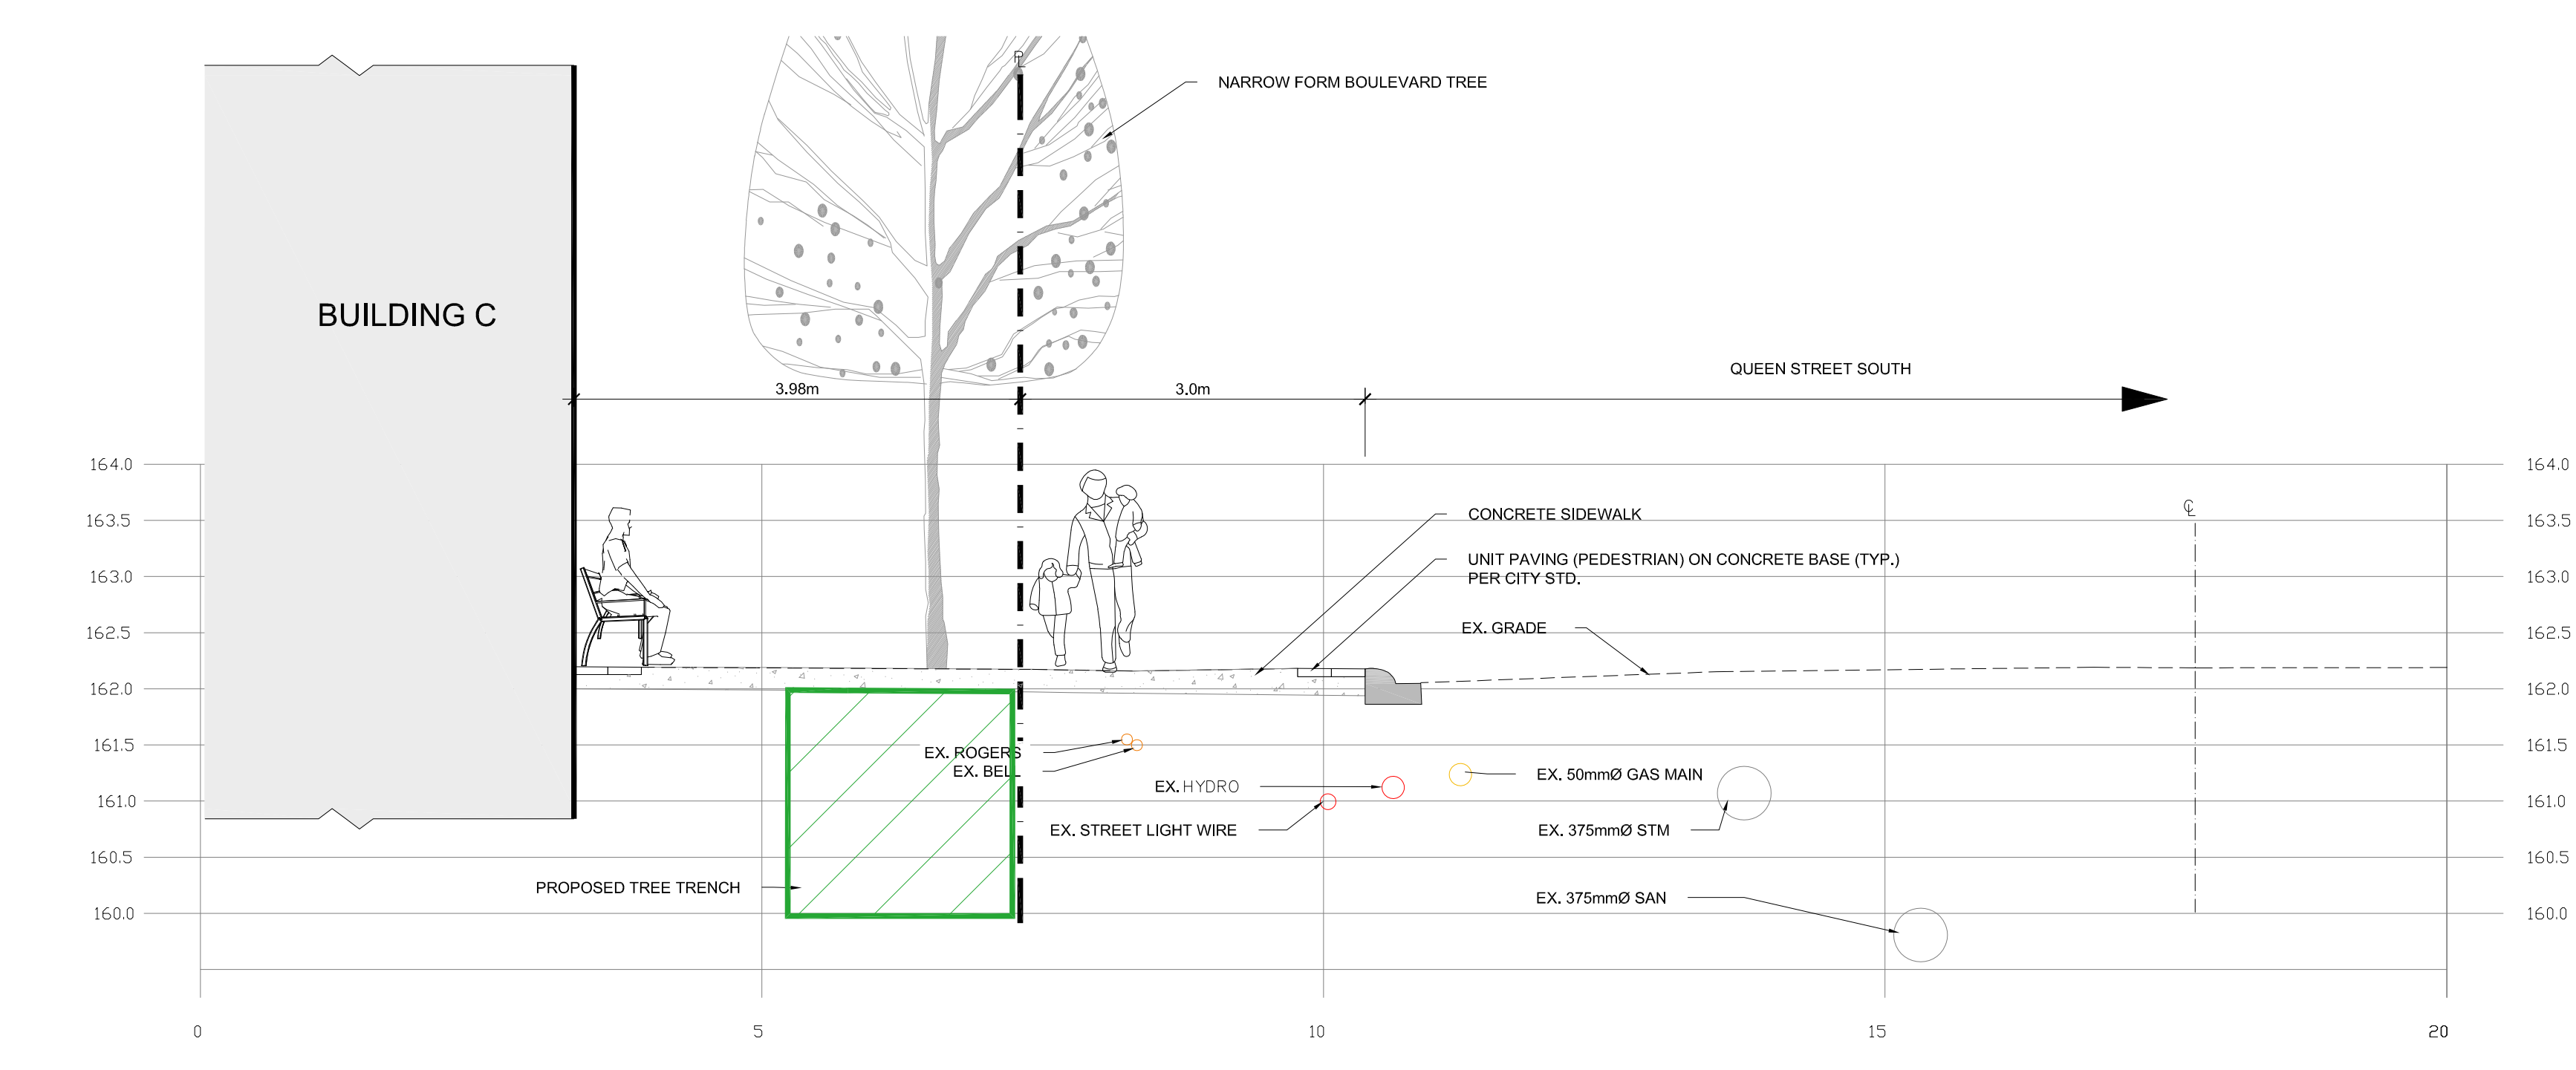 PL
NARROW FORM BOULEVARD TREE
BUILDING C
QUEEN STREET SOUTH
3.98m
3.0m
164.0
164.0
CL
163.5
CONCRETE SIDEWALK
163.5
UNIT PAVING (PEDESTRIAN) ON CONCRETE BASE (TYP.)
PER CITY STD.
163.0
163.0
162.5
EX. GRADE
162.5
162.0
162.0
161.5
EX. ROGERS
161.5
EX. BELL
EX. 50mmØ GAS MAIN
EX. HYDRO
161.0
161.0
EX. STREET LIGHT WIRE
EX. 375mmØ STM
160.5
160.5
PROPOSED TREE TRENCH
EX. 375mmØ SAN
160.0
160.0
0
5
10
15
20